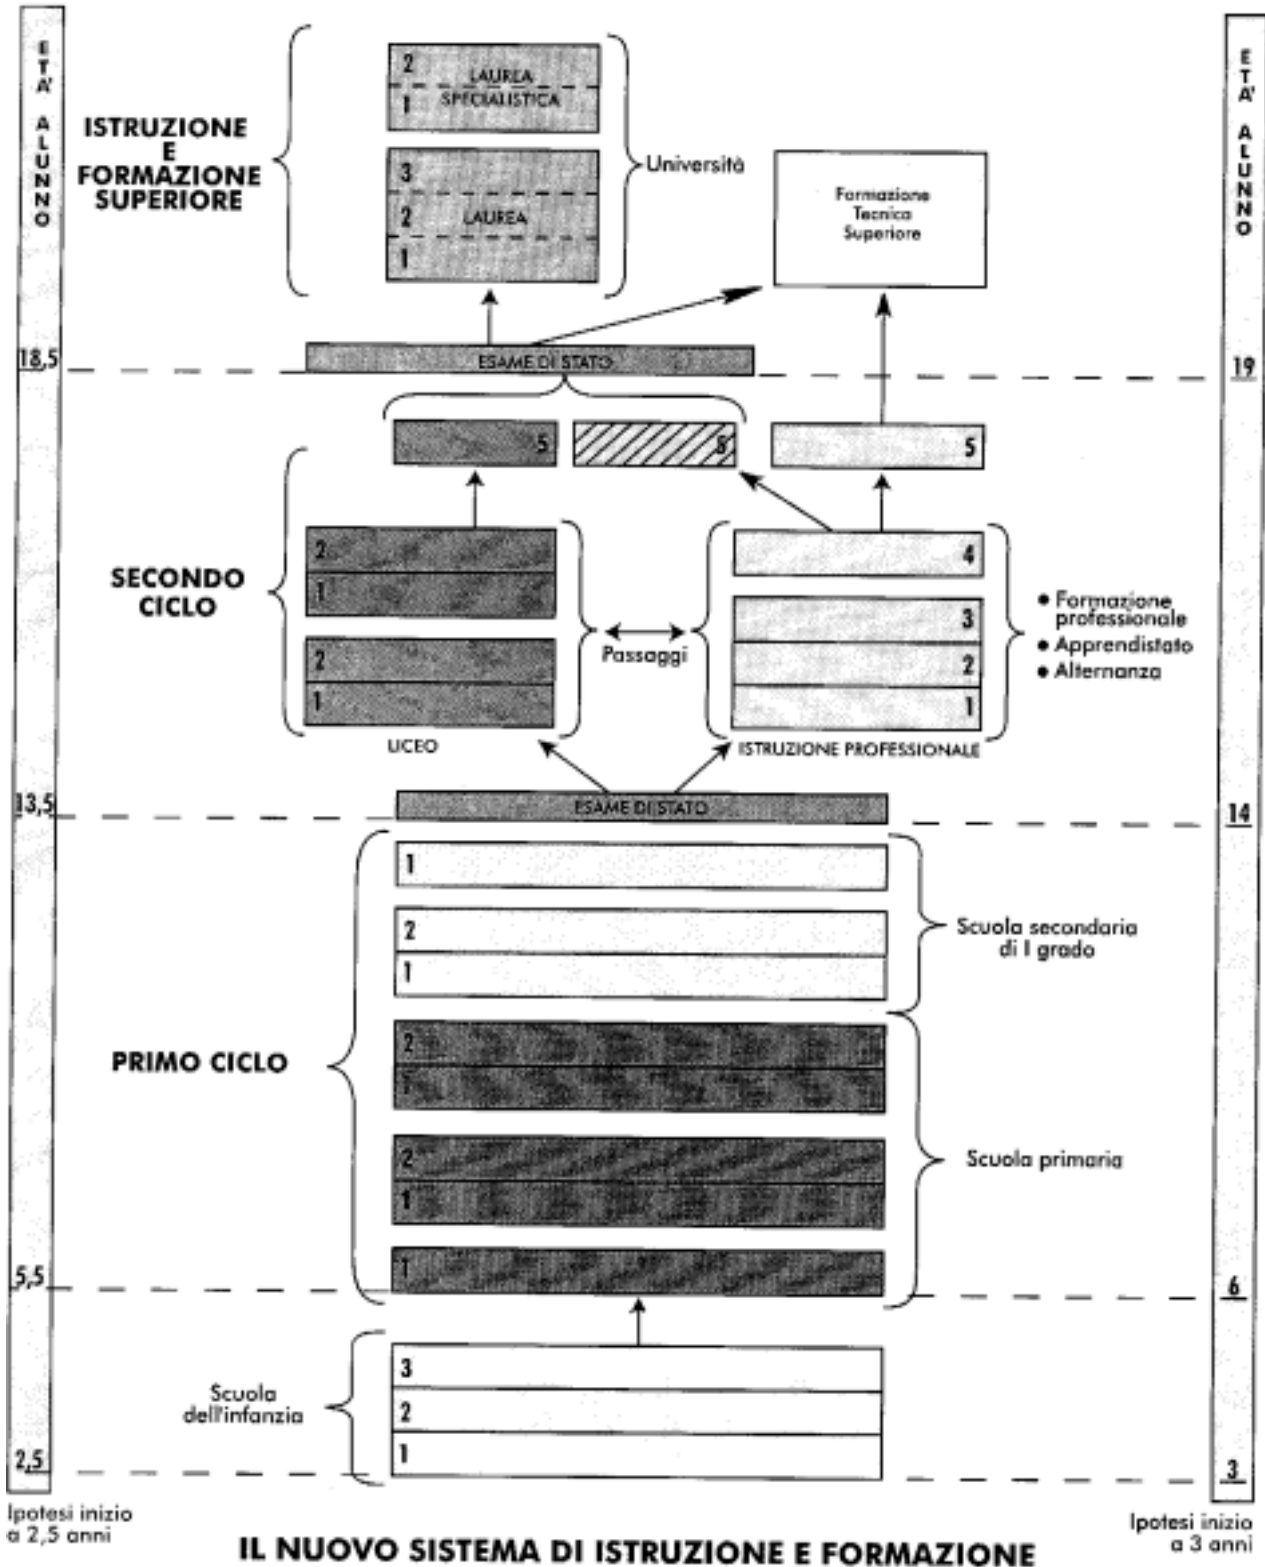 ETÀ' ALUNNO
ETÀ' ALUNNO
ISTRUZIONE
E
FORMAZIONE
SUPERIORE
2
1
LAUREA
SPECIALISTICA
3
2
1
LAUREA
Università
Formazione
Tecnica
Superiore
18,5
ESAME DI STATO
19
5
5
5
SECONDO
CICLO
2
1
2
1
LICEO
Passaggi
4
3
2
1
ISTRUZIONE PROFESSIONALE
• Formazione
professionale
• Apprendistato
• Alternanza
13,5
ESAME DI STATO
14
PRIMO CICLO
1
2
1
Scuola secondaria
di I grado
2
1
2
1
1
Scuola primaria
5,5
6
Scuola
dell'infanzia
3
2
1
2,5
3
Ipotesi inizio
a 2,5 anni
Ipotesi inizio
a 3 anni
IL NUOVO SISTEMA DI ISTRUZIONE E FORMAZIONE